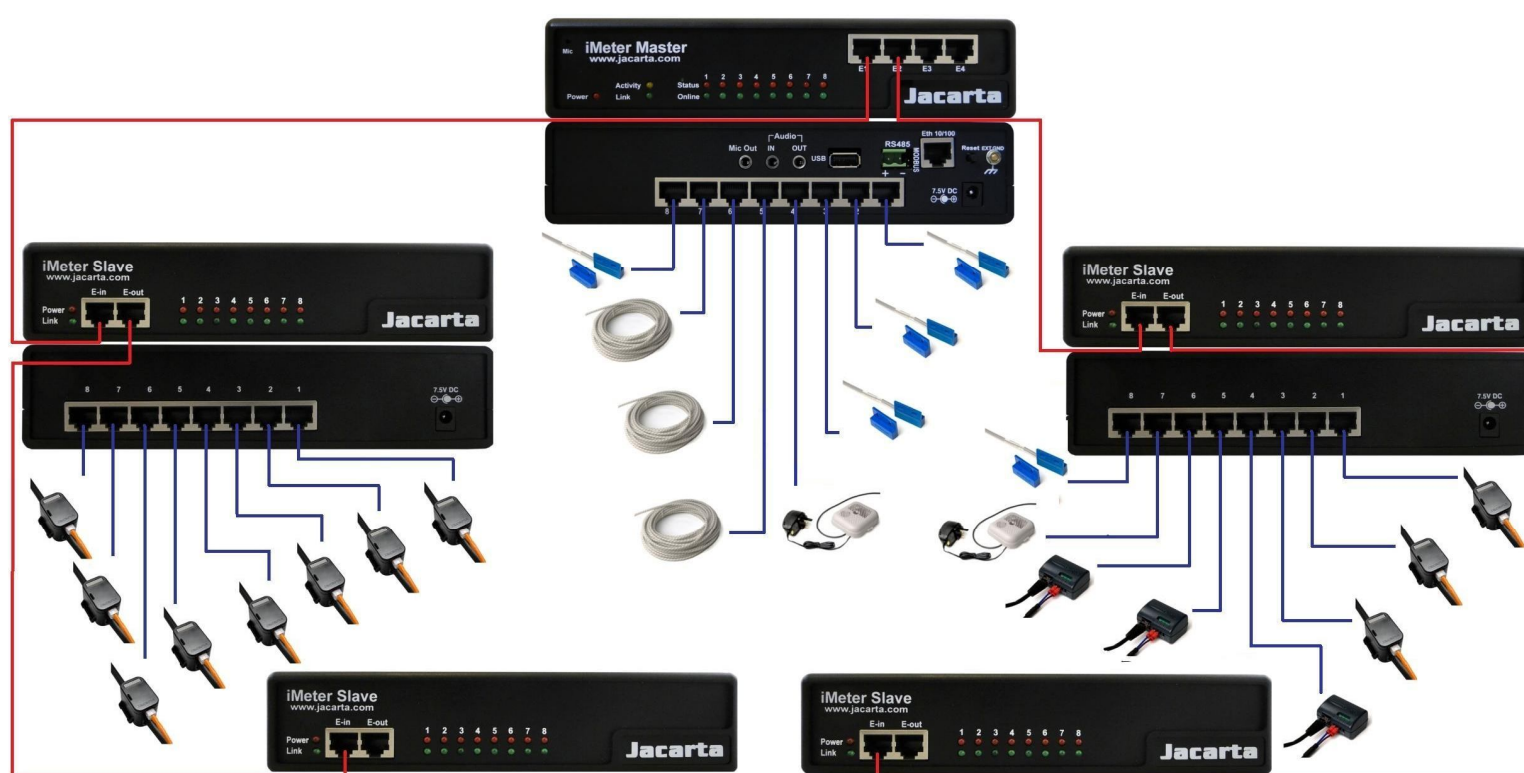 Mic iMeter Master
www.jacarta.com
E1 E2 E3 E4
Activity Status 1 2 3 4 5 6 7 8
Power Link Online
Jacarta
Audio
Mic Out IN OUT USB RS485 MODBUS Eth 10/100 Reset EXT.GND
+ -
7.5V DC
8 7 6 5 4 3 2
iMeter Slave
www.jacarta.com
E-in E-out
Power 1 2 3 4 5 6 7 8
Link
Jacarta
8 7 6 5 4 3 2 1
7.5V DC
iMeter Slave
www.jacarta.com
E-in E-out
Power 1 2 3 4 5 6 7 8
Link
Jacarta
8 7 6 5 4 3 2 1
7.5V DC
iMeter Slave
www.jacarta.com
E-in E-out
Power 1 2 3 4 5 6 7 8
Link
Jacarta
iMeter Slave
www.jacarta.com
E-in E-out
Power 1 2 3 4 5 6 7 8
Link
Jacarta